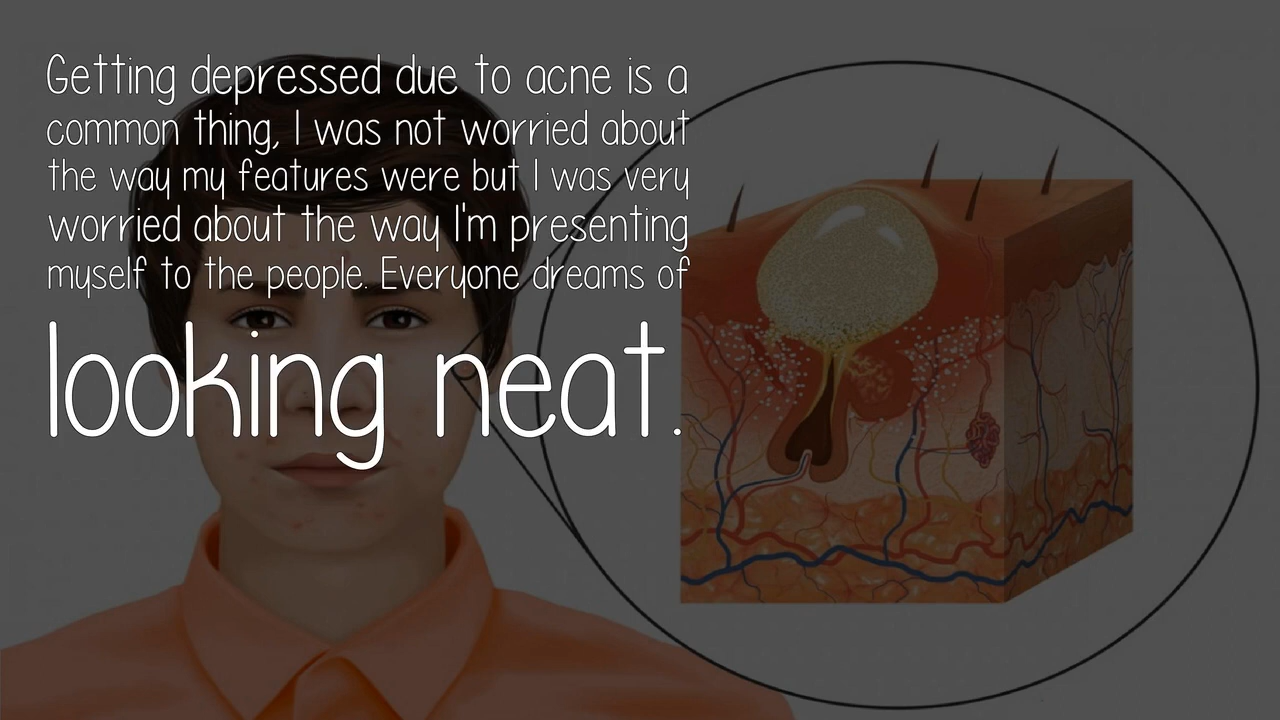 Getting depressed due to acne is a
common thing, I was not worried about
the way my features were but I was very
worried about the way I'm presenting
myself to the people. Everyone dreams of
looking neat.